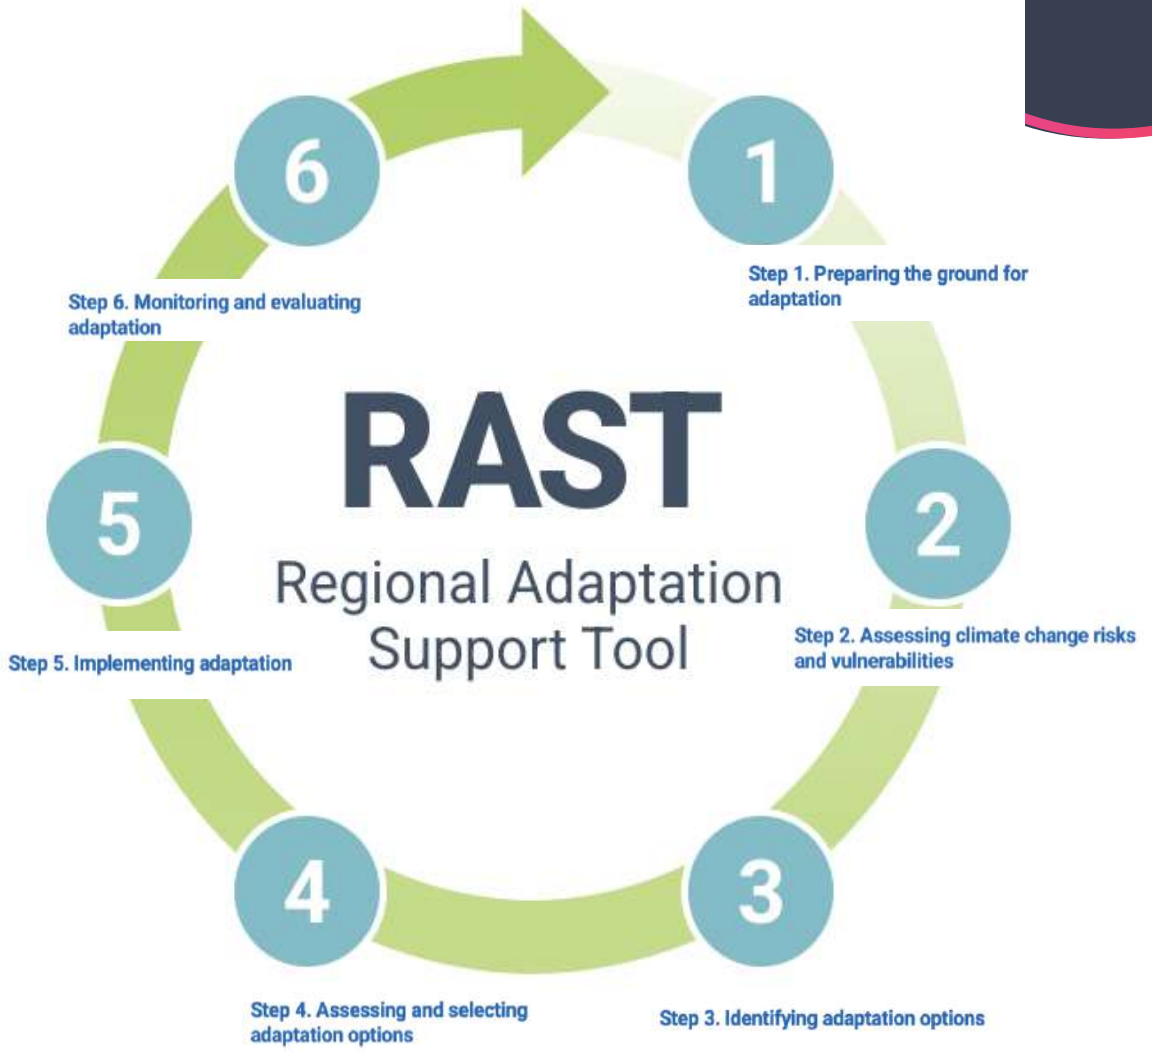 6
1
Step 1. Preparing the ground for
adaptation
Step 6. Monitoring and evaluating
adaptation
RAST
Regional Adaptation
Support Tool
5
2
Step 2. Assessing climate change risks
and vulnerabilities
Step 5. Implementing adaptation
4
3
Step 4. Assessing and selecting
adaptation options
Step 3. Identifying adaptation options